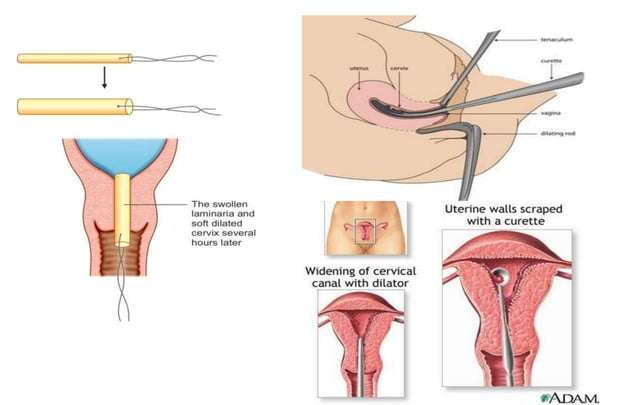 tenaculum
curette
uterus
cervix
vagina
dilating rod
The swollen
laminaria and
soft dilated
cervix several
hours later
Uterine walls scraped
with a curette
Widening of cervical
canal with dilator
ADAM.